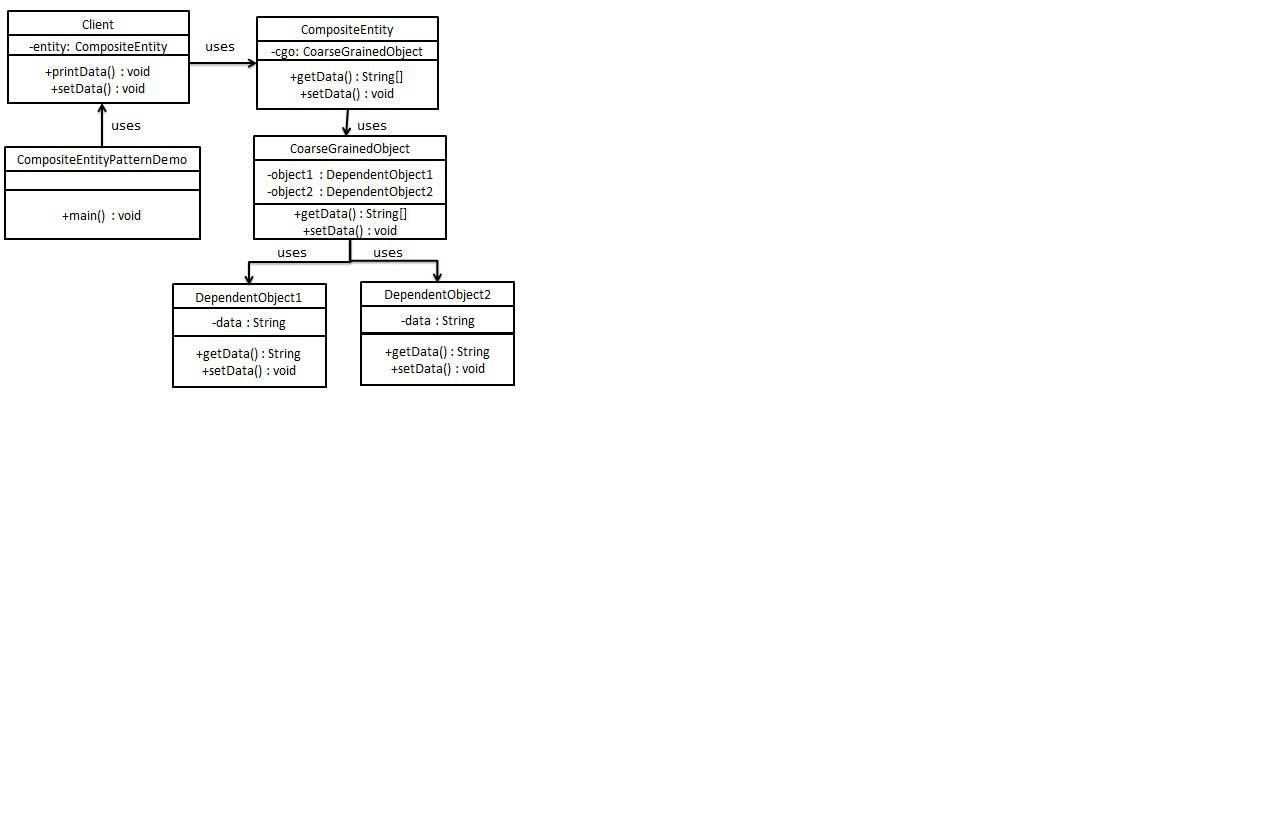 Client
-entity: CompositeEntity
+printData() : void
+setData() : void
uses
CompositeEntity
-cgo: CoarseGrainedObject
+getData() : String[]
+setData() : void
uses
CompositeEntityPatternDemo
+main() : void
uses
CoarseGrainedObject
-object1 : DependentObject1
-object2 : DependentObject2
+getData() : String[]
+setData() : void
uses
uses
DependentObject1
-data : String
+getData() : String
+setData() : void
DependentObject2
-data : String
+getData() : String
+setData() : void